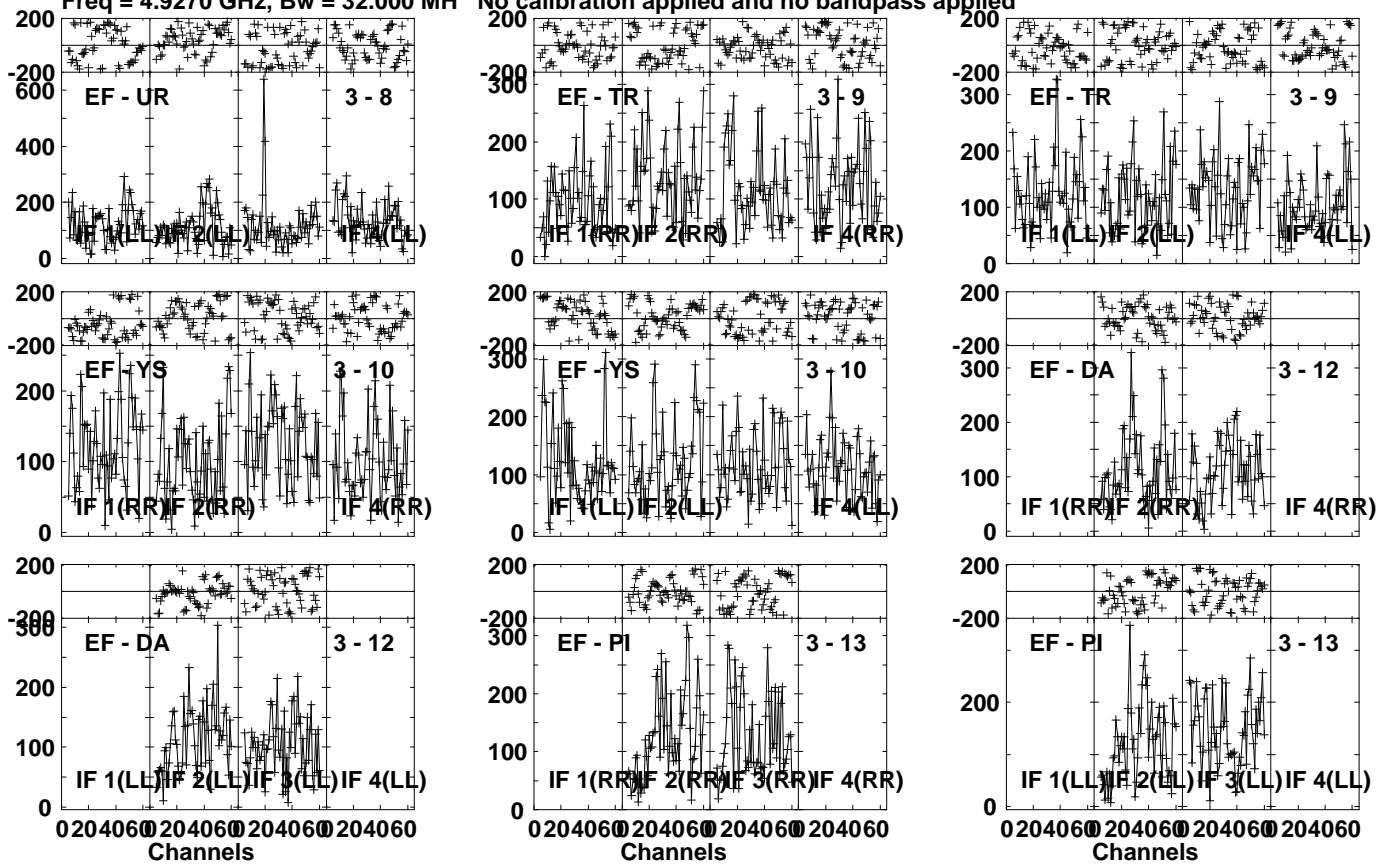 Freq = 4.9270 GHz, Bw = 32.000 MH No calibration applied and no bandpass applied
200
-200
600
400
200
0
EF - UR 3 - 8
IF 1(LL) IF 2(LL) IF 4(LL)
200
-200
300
200
100
0
EF - TR 3 - 9
IF 1(RR) IF 2(RR) IF 4(RR)
200
-200
300
200
100
0
EF - TR 3 - 9
IF 1(LL) IF 2(LL) IF 4(LL)
200
-200
200
100
0
EF - YS 3 - 10
IF 1(RR) IF 2(RR) IF 4(RR)
200
-200
300
200
100
0
EF - YS 3 - 10
IF 1(LL) IF 2(LL) IF 4(LL)
200
-200
300
200
100
0
EF - DA 3 - 12
IF 1(RR) IF 2(RR) IF 4(RR)
200
-200
300
200
100
0
EF - DA 3 - 12
IF 1(LL) IF 2(LL) IF 3(LL) IF 4(LL)
0 20 40 60 0 20 40 60 0 20 40 60 0 20 40 60
Channels
200
-200
300
200
100
0
EF - PI 3 - 13
IF 1(RR) IF 2(RR) IF 3(RR) IF 4(RR)
0 20 40 60 0 20 40 60 0 20 40 60 0 20 40 60
Channels
200
-200
200
0
EF - PI 3 - 13
IF 1(LL) IF 2(LL) IF 3(LL) IF 4(LL)
0 20 40 60 0 20 40 60 0 20 40 60 0 20 40 60
Channels